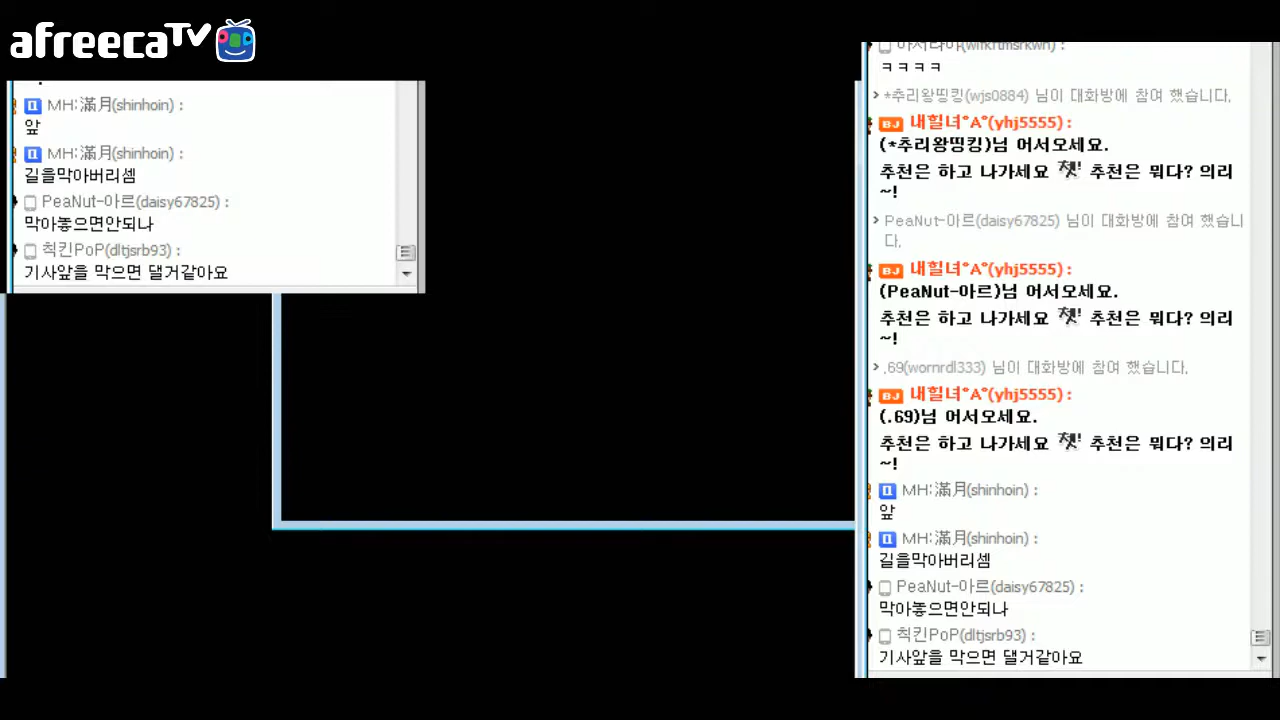 afreecaTV
MH:滿月(shinhoin) :
앞
MH:滿月(shinhoin) :
길을막아버리셈
PeaNut-아르(daisy67825) :
막아놓으면안되나
칙킨PoP(dltjsrb93) :
기사앞을 막으면 댈거같아요
ㅋㅋㅋㅋ
*추리왕띵킹(wjs0884) 님이 대화방에 참여 했습니다.
BJ 내힐녀°A°(yhj5555) :
(*추리왕띵킹)님 어서오세요.
추천은 하고 나가세요 쳇! 추천은 뭐다? 의리
~!
PeaNut-아르(daisy67825) 님이 대화방에 참여 했습니
다.
BJ 내힐녀°A°(yhj5555) :
(PeaNut-아르)님 어서오세요.
추천은 하고 나가세요 쳇! 추천은 뭐다? 의리
~!
.69(wornrdl333) 님이 대화방에 참여 했습니다.
BJ 내힐녀°A°(yhj5555) :
(.69)님 어서오세요.
추천은 하고 나가세요 쳇! 추천은 뭐다? 의리
~!
MH:滿月(shinhoin) :
앞
MH:滿月(shinhoin) :
길을막아버리셈
PeaNut-아르(daisy67825) :
막아놓으면안되나
칙킨PoP(dltjsrb93) :
기사앞을 막으면 댈거같아요